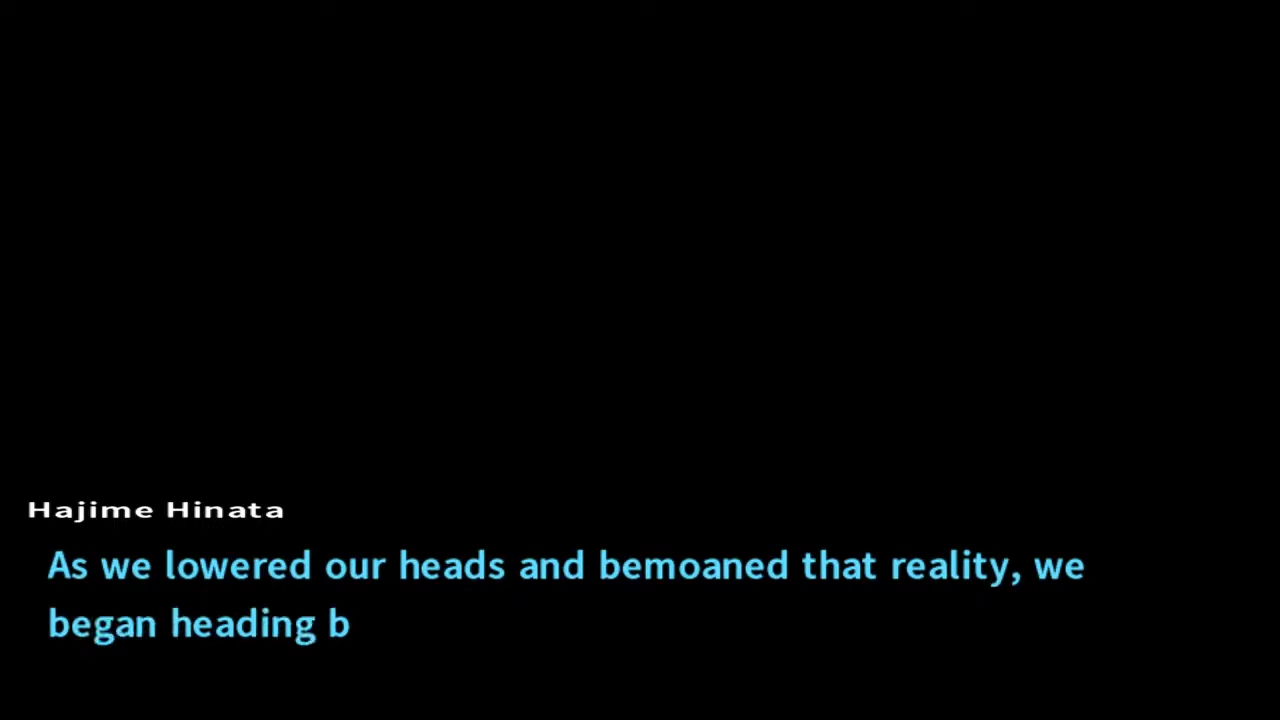 Hajime Hinata
As we lowered our heads and bemoaned that reality, we
began heading b